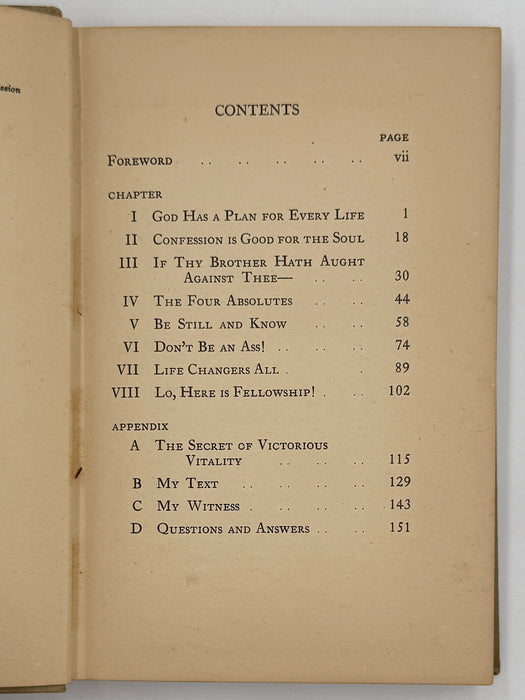 ssion
CONTENTS
PAGE
Foreword .. .. .. .. .. vii
CHAPTER
I God Has a Plan for Every Life 1
II Confession is Good for the Soul 18
III If Thy Brother Hath Aught
Against Thee— .. .. 30
IV The Four Absolutes .. .. 44
V Be Still and Know .. .. 58
VI Don't Be an Ass! .. .. .. 74
VII Life Changers All . . 89
VIII Lo, Here is Fellowship! . .. 102
APPENDIX
A The Secret of Victorious
Vitality .. .. .. 115
B My Text .. .. .. .. 129
C My Witness . .. .. .. 143
D Questions and Answers .. .. 151